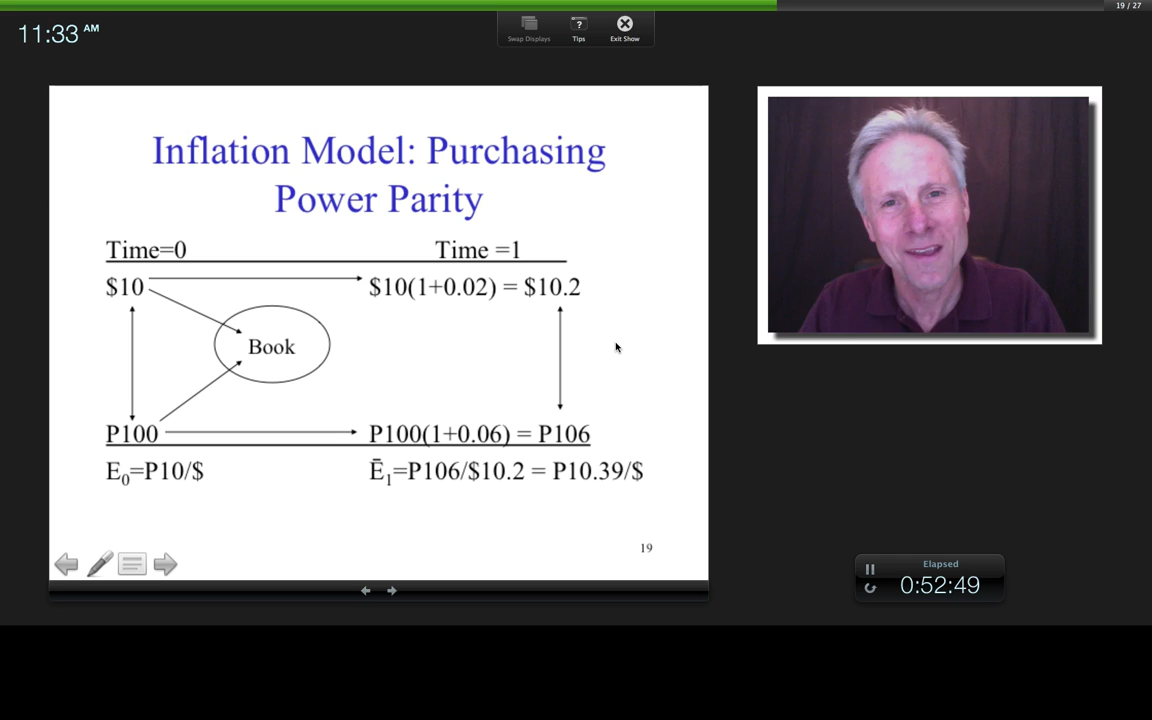 19 / 27
11:33 AM
Swap Displays
Tips
Exit Show
Inflation Model: Purchasing
Power Parity
Time=0 Time =1
$10 $10(1+0.02) = $10.2
Book
P100 P100(1+0.06) = P106
E₀=P10/$ Ē₁=P106/$10.2 = P10.39/$
19
Elapsed
0:52:49